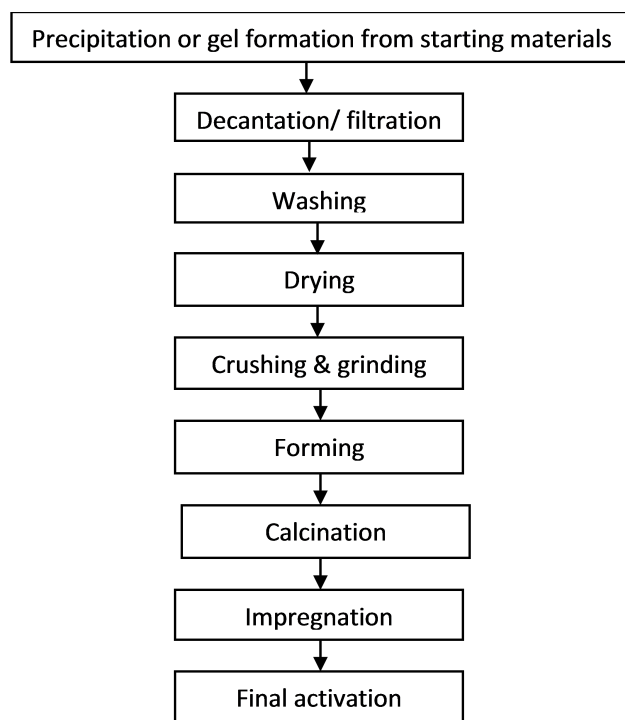 Precipitation or gel formation from starting materials
Decantation/ filtration
Washing
Drying
Crushing & grinding
Forming
Calcination
Impregnation
Final activation